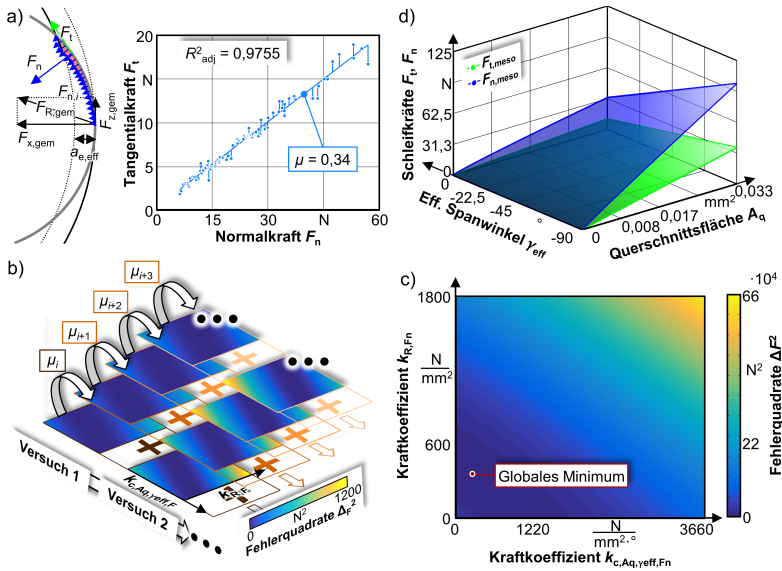 a)
F_t
F_n
F_n,i
F_R;gem
F_z,gem
F_x,gem
a_e,eff
Tangentialkraft F_t
20
N
10
5
0
R²_adj = 0,9755
μ = 0,34
0 15 30 N 60
Normalkraft F_n
d)
Schleifkräfte F_t, F_n
125
N
62,5
31,3
0
F_t,meso
F_n,meso
-22,5
-45
°
-90
Eff. Spanwinkel γ_eff
0
0,008
0,017
mm²
0,033
Querschnittsfläche A_q
b)
μ_i+3
μ_i+2
μ_i+1
μ_i
Versuch 1
Versuch 2
k_c,Aq,γeff,F
k_R,F
0 N² 1200
Fehlerquadrate Δ_F²
c)
Kraftkoeffizient k_R,Fn
1800
N
mm²
600
0
Globales Minimum
0 1220 N/mm²·° 3660
Kraftkoeffizient k_c,Aq,γeff,Fn
·10⁴
66
N²
22
0
Fehlerquadrate ΔF²